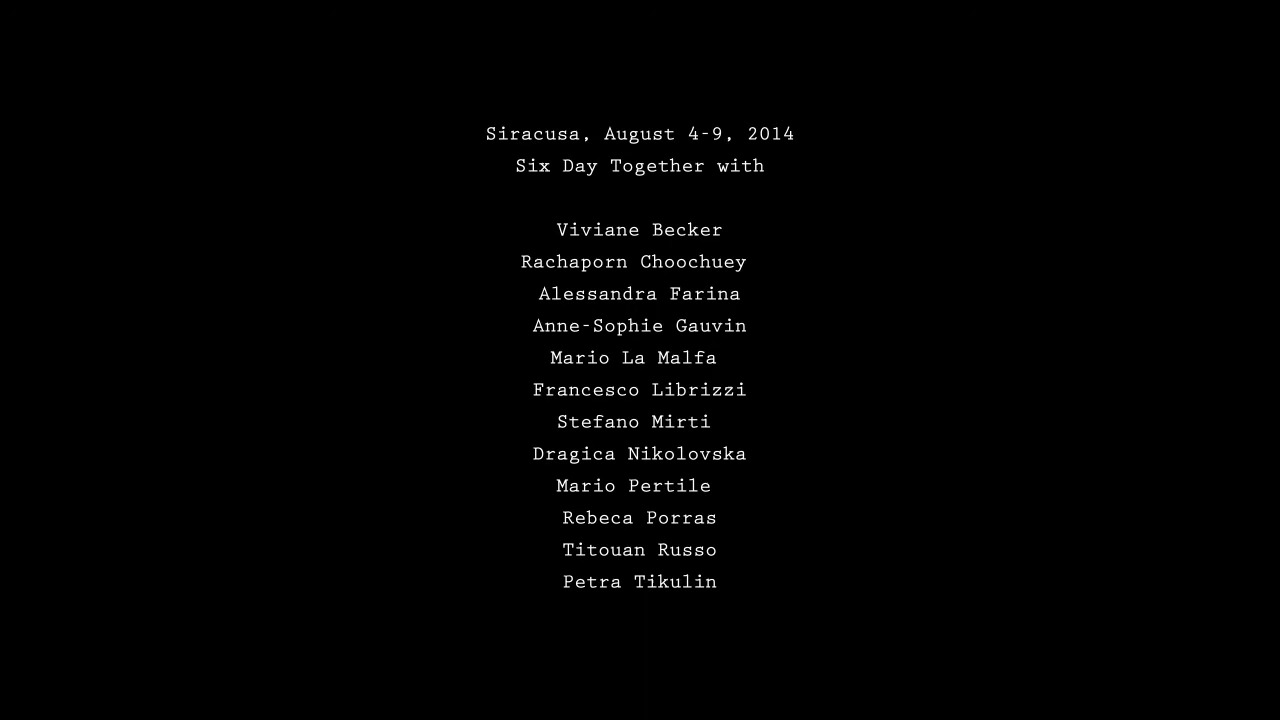 Siracusa, August 4-9, 2014
Six Day Together with
Viviane Becker
Rachaporn Choochuey
Alessandra Farina
Anne-Sophie Gauvin
Mario La Malfa
Francesco Librizzi
Stefano Mirti
Dragica Nikolovska
Mario Pertile
Rebeca Porras
Titouan Russo
Petra Tikulin